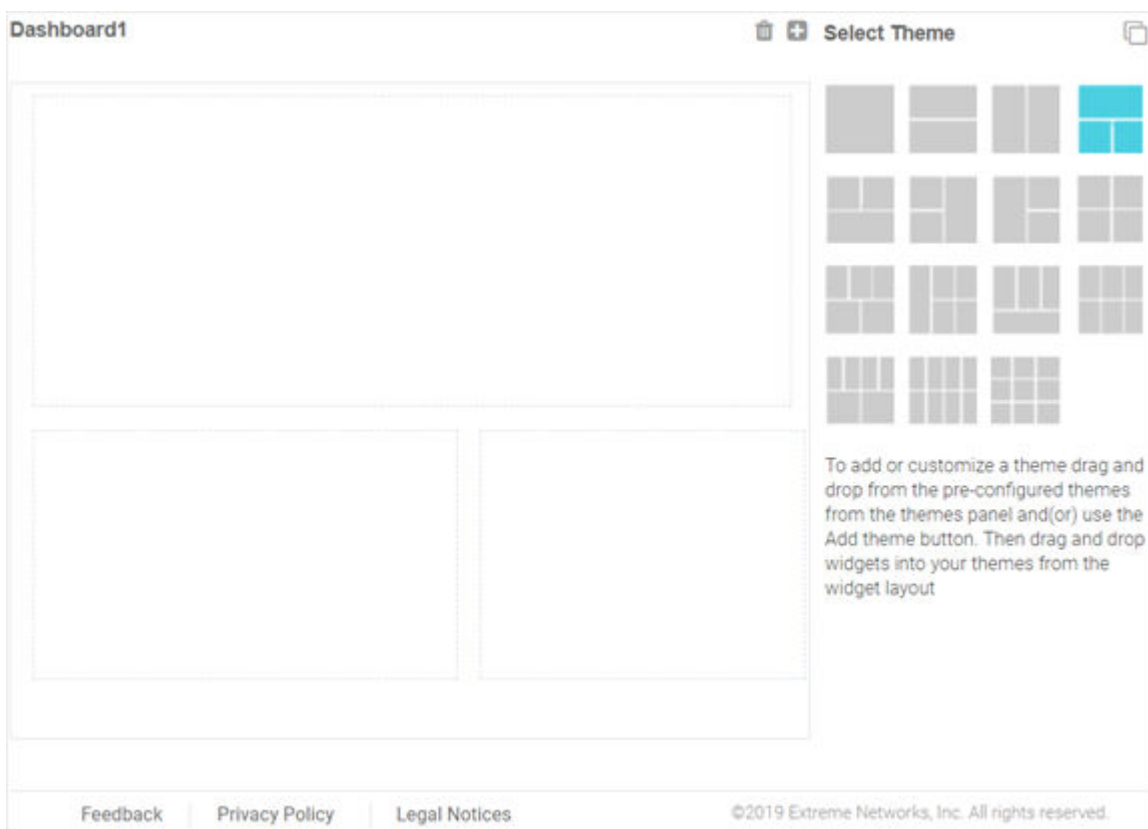 Dashboard1
Select Theme
To add or customize a theme drag and
drop from the pre-configured themes
from the themes panel and(or) use the
Add theme button. Then drag and drop
widgets into your themes from the
widget layout
Feedback
Privacy Policy
Legal Notices
©2019 Extreme Networks, Inc. All rights reserved.